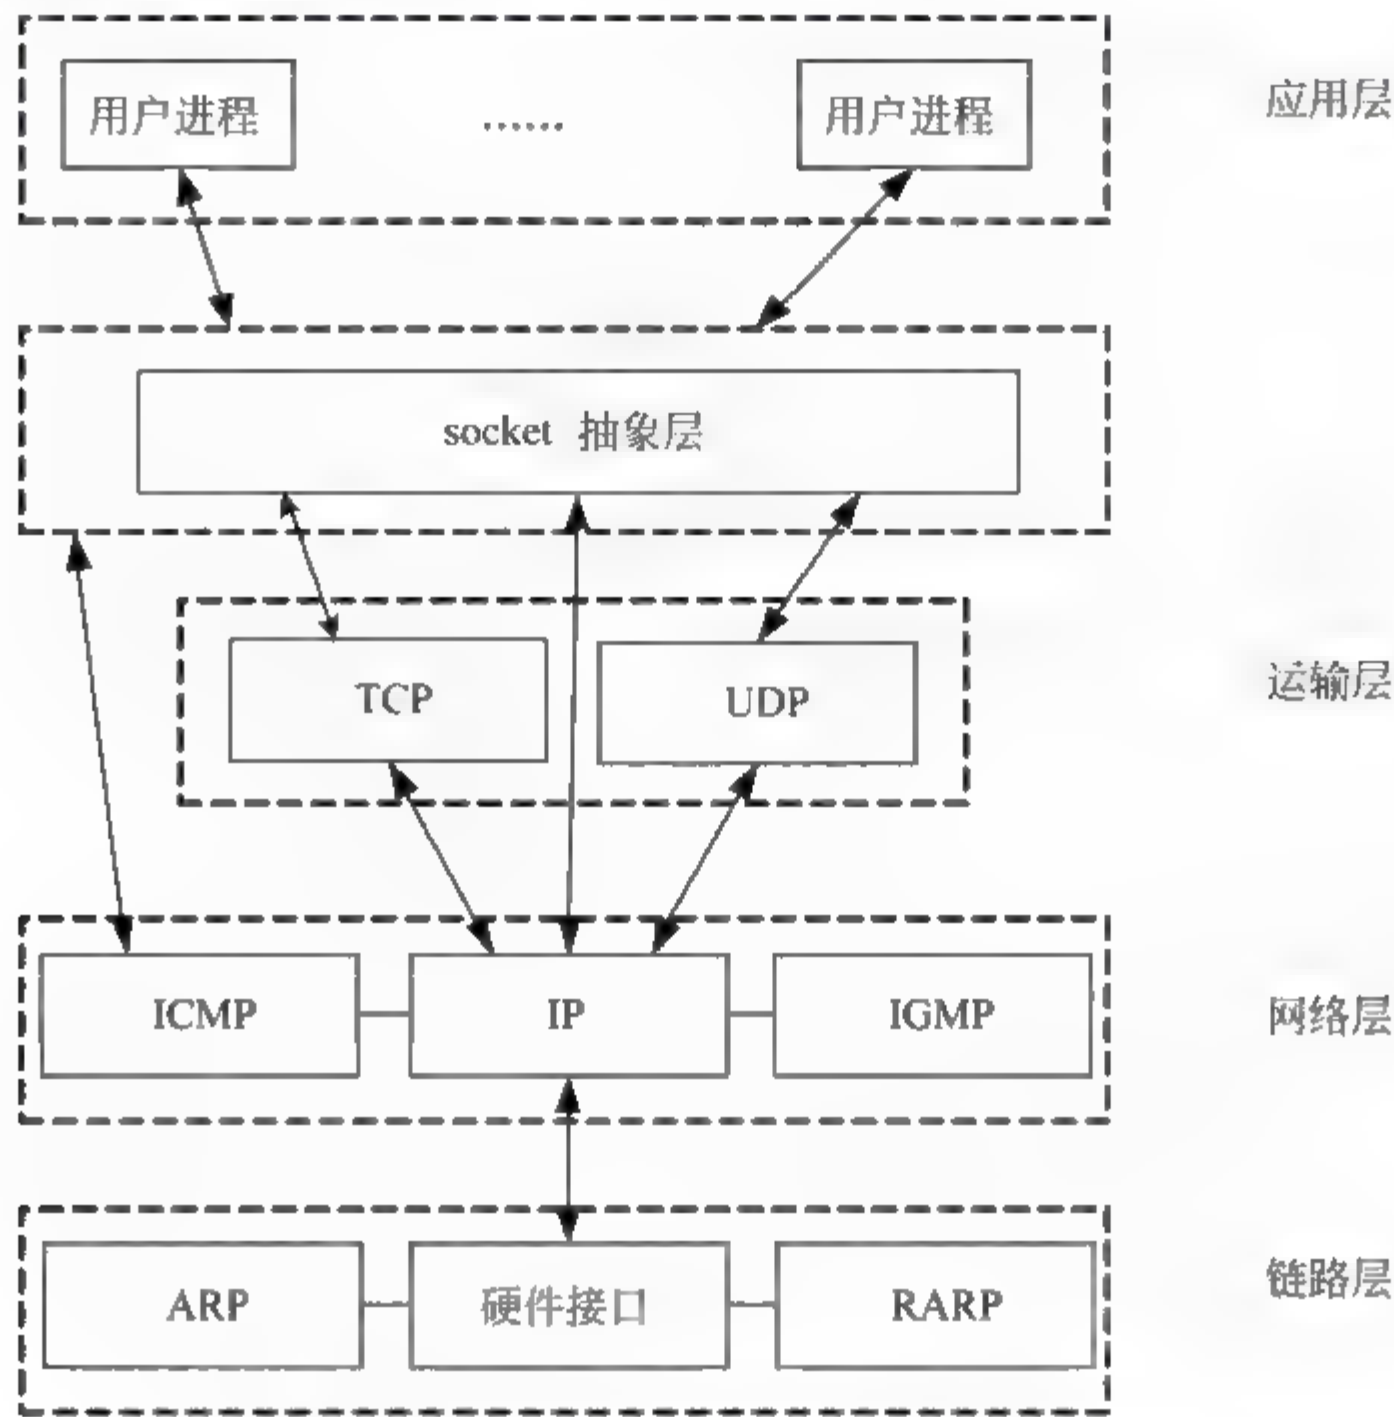 用户进程 ...... 用户进程 应用层
socket 抽象层
TCP UDP 运输层
ICMP IP IGMP 网络层
ARP 硬件接口 RARP 链路层